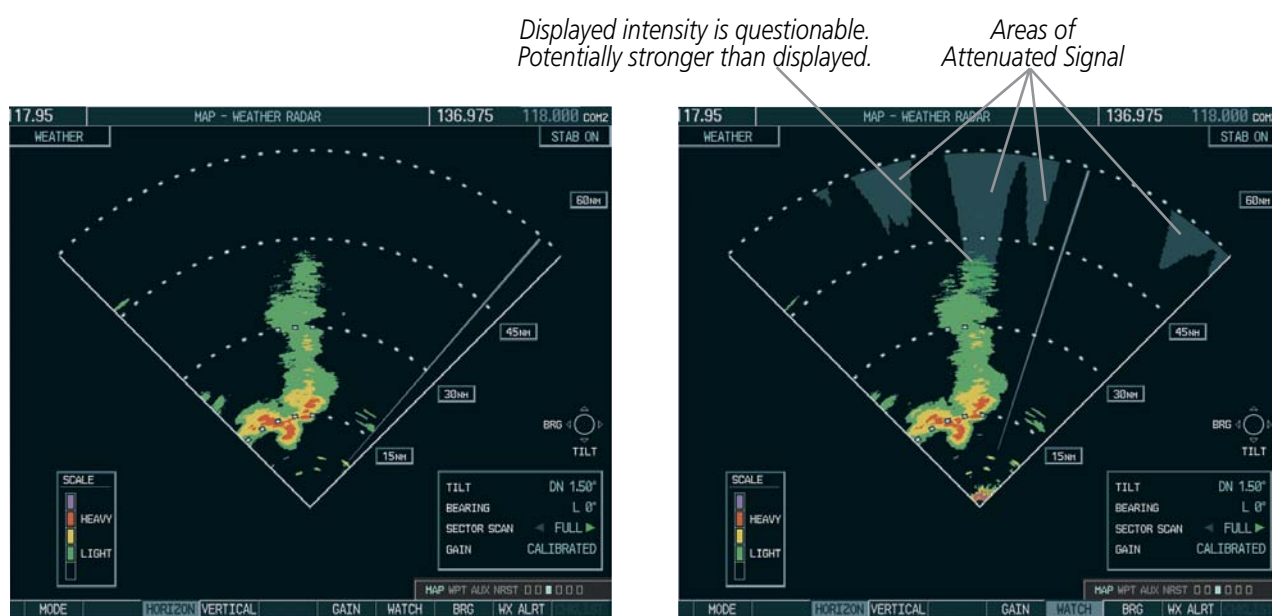 Displayed intensity is questionable.
Potentially stronger than displayed.
Areas of
Attenuated Signal
17.95
MAP - WEATHER RADAR
136.975
118.000 COM2
WEATHER
STAB ON
60NM
45NM
30NM
15NM
BRG
TILT
SCALE
HEAVY
LIGHT
TILT DN 1.50°
BEARING L 0°
SECTOR SCAN FULL
GAIN CALIBRATED
MAP WPT AUX NRST
MODE HORIZON VERTICAL GAIN WATCH BRG WX ALRT
17.95
MAP - WEATHER RADAR
136.975
118.000 COM
WEATHER
STAB ON
60NM
45NM
30NM
15NM
BRG
TILT
SCALE
HEAVY
LIGHT
TILT DN 1.50°
BEARING L 0°
SECTOR SCAN FULL
GAIN CALIBRATED
MAP WPT AUX NRST
MODE HORIZON VERTICAL GAIN WATCH BRG WX ALRT